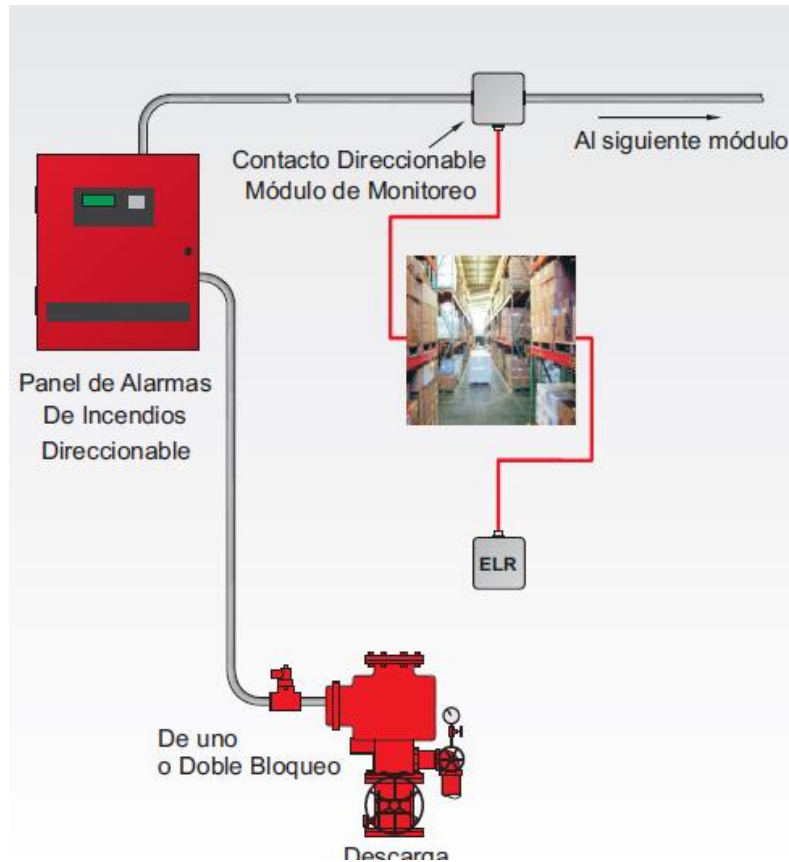 Contacto Direccionable
Módulo de Monitoreo
Al siguiente módulo
Panel de Alarmas
De Incendios
Direccionable
ELR
De uno
o Doble Bloqueo
Descarga